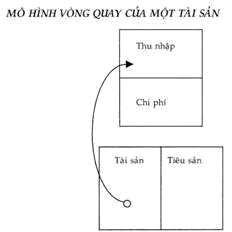 MÔ HÌNH VÒNG QUAY CỦA MỘT TÀI SẢN
Thu nhập
Chi phí
Tài sản
Tiêu sản